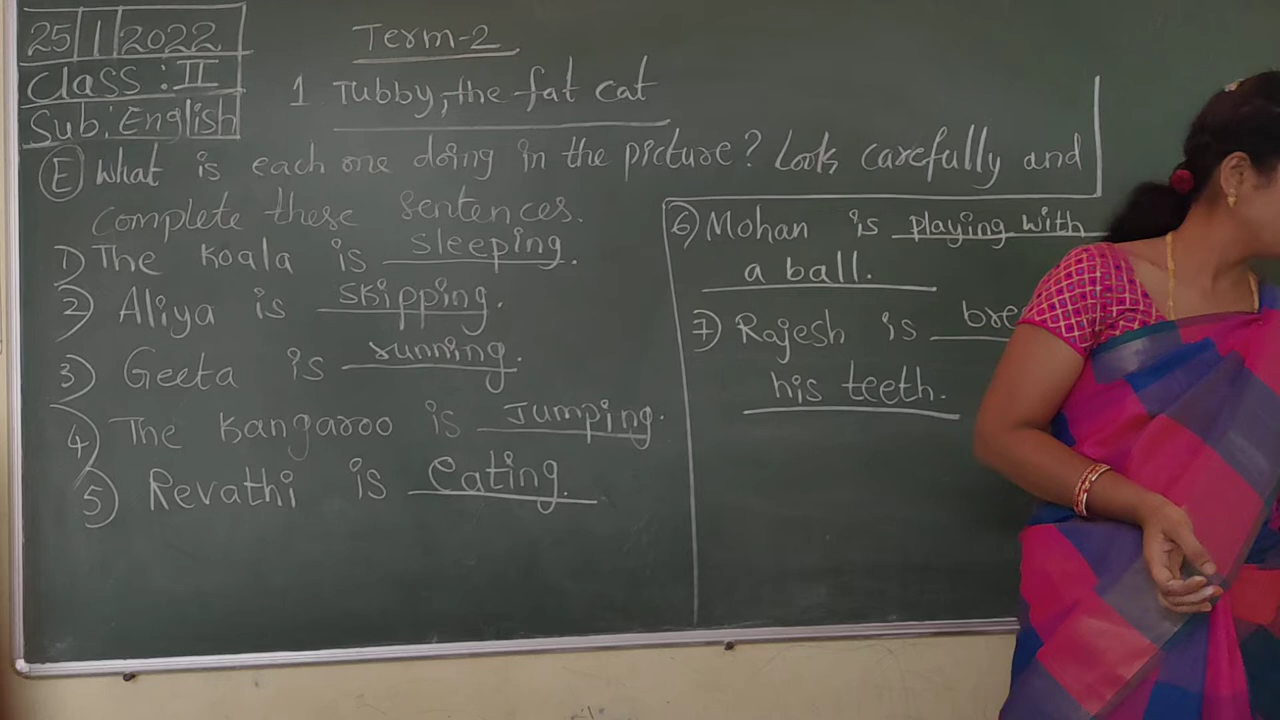 25/1/2022
Class : II
Sub: English
Term-2
1 Tubby, the fat cat
(E) What is each one doing in the picture? Look carefully and
complete these sentences.
1) The Koala is sleeping.
2) Aliya is skipping.
3) Geeta is running.
4) The Kangaroo is Jumping.
5) Revathi is eating.
6) Mohan is playing with
a ball.
7) Rajesh is
his teeth.